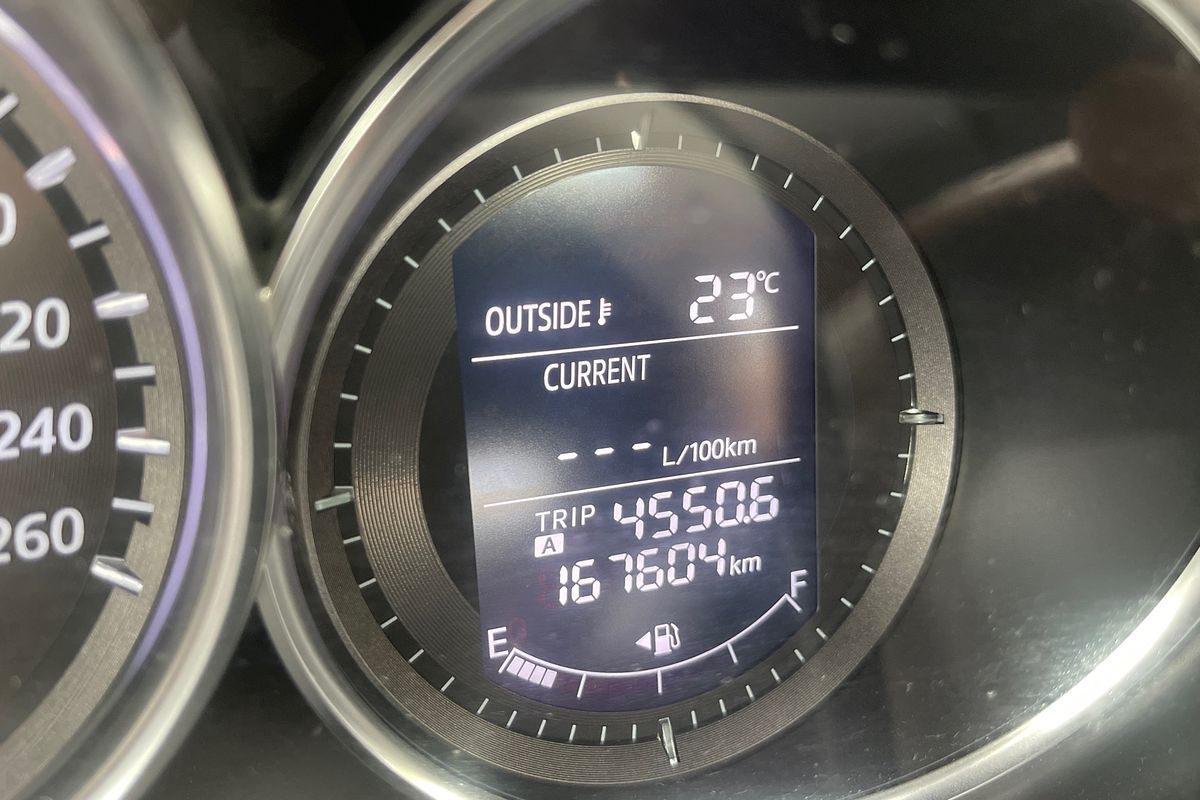 20
240
260
OUTSIDE 23°C
CURRENT
--- L/100km
TRIP A 4550.6
167604 km
E F